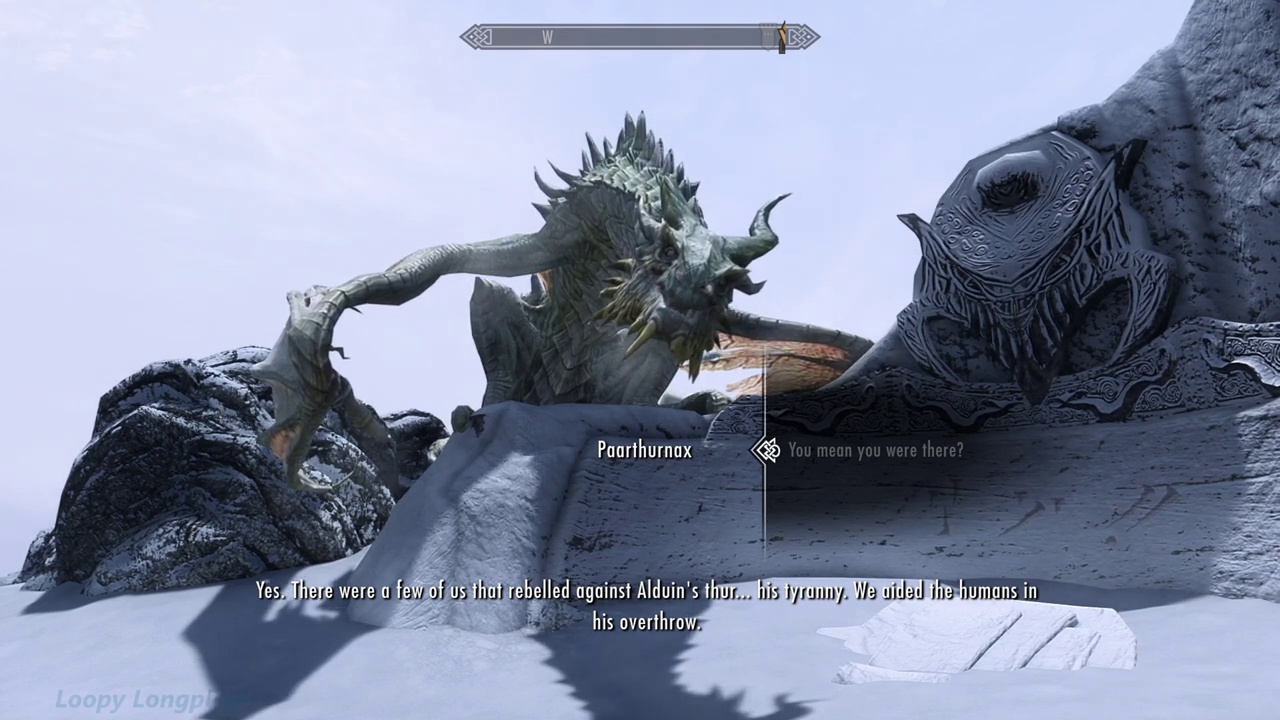 W
Paarthurnax
You mean you were there?
Yes. There were a few of us that rebelled against Alduin's thur... his tyranny. We aided the humans in
his overthrow.
Loopy